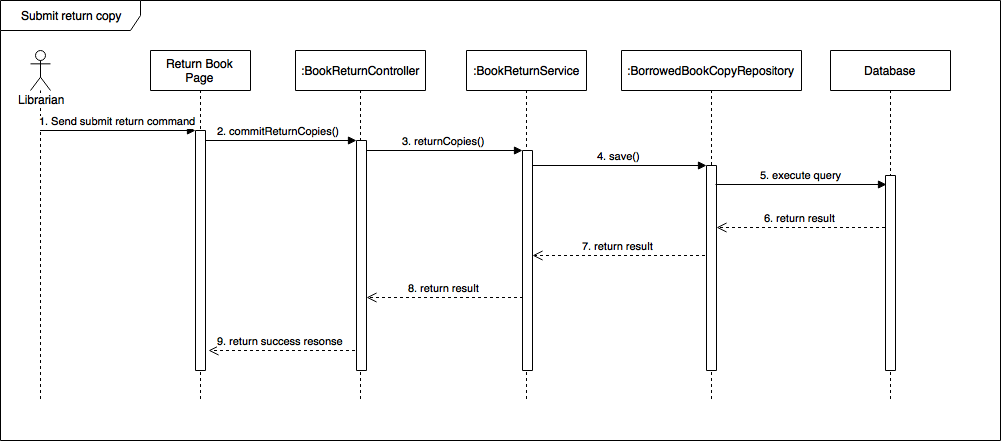 Submit return copy
Librarian
Return Book
Page
:BookReturnController
:BookReturnService
:BorrowedBookCopyRepository
Database
1. Send submit return command
2. commitReturnCopies()
3. returnCopies()
4. save()
5. execute query
6. return result
7. return result
8. return result
9. return success resonse